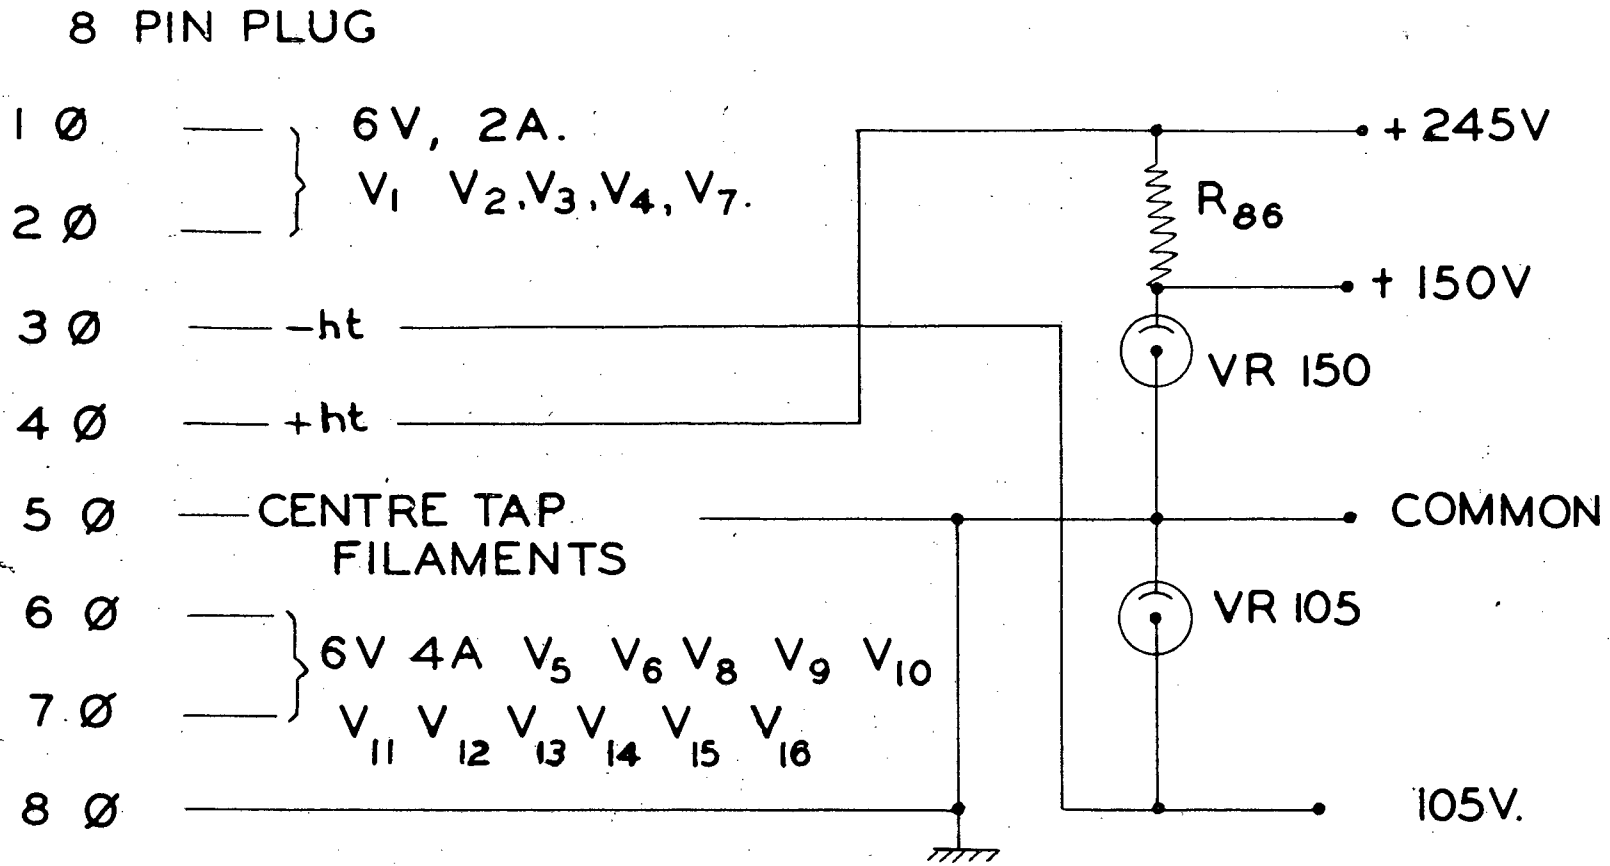 8 PIN PLUG
1 Ø
6V, 2A.
V1 V2, V3, V4, V7.
2 Ø
3 Ø -ht
4 Ø +ht
5 Ø CENTRE TAP
FILAMENTS
6 Ø
6V 4A V5 V6 V8 V9 V10
7 Ø
V11 V12 V13 V14 V15 V16
8 Ø
+ 245V
R86
+ 150V
VR 150
COMMON
VR 105
105V.